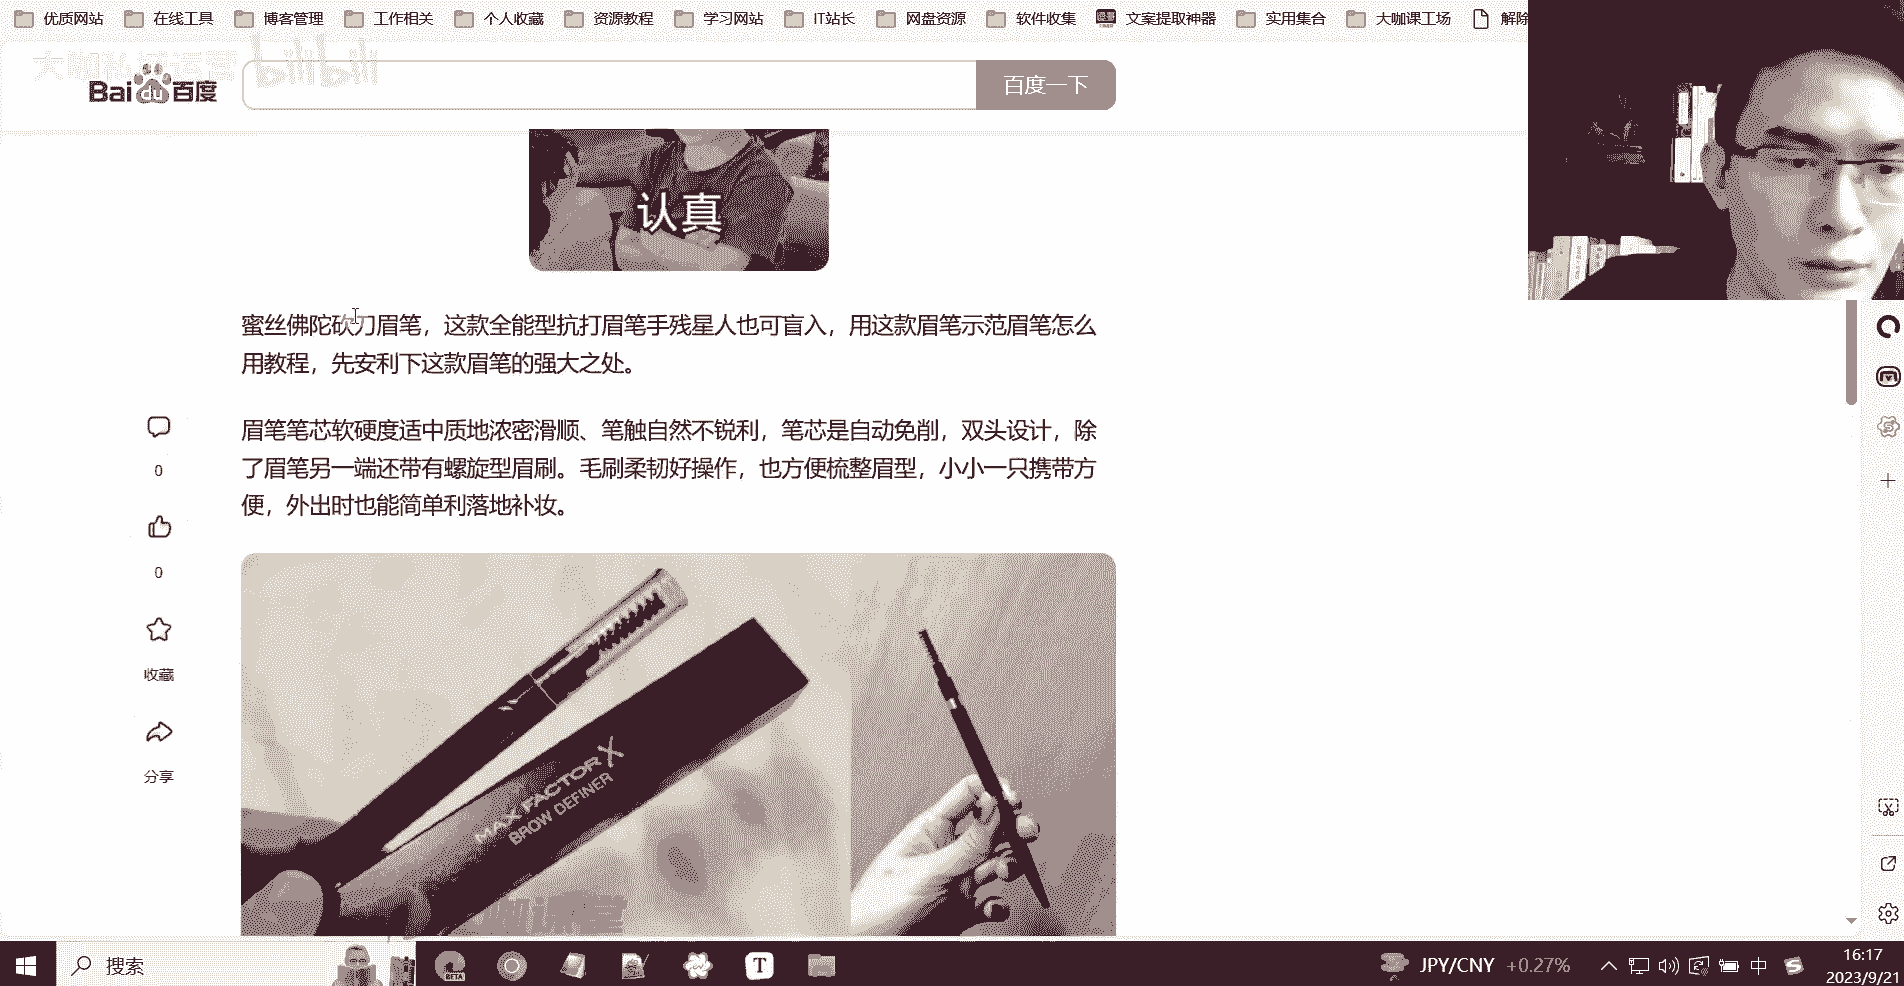 优质网站 在线工具 博客管理 工作相关 个人收藏 资源教程 学习网站 IT站长 网盘资源 软件收集 文案提取神器 实用集合 大咖课工场 解除
大咖私域运营 bilibili
Bai du 百度 百度一下
认真
蜜丝佛陀砍刀眉笔，这款全能型抗打眉笔手残星人也可盲入，用这款眉笔示范眉笔怎么
用教程，先安利下这款眉笔的强大之处。
眉笔笔芯软硬度适中质地浓密滑顺、笔触自然不锐利，笔芯是自动免削，双头设计，除
了眉笔另一端还带有螺旋型眉刷。毛刷柔韧好操作，也方便梳整眉型，小小一只携带方
便，外出时也能简单利落地补妆。
0
0
收藏
分享
MAX FACTOR X
BROW DEFINER
搜索
BETA
T
JPY/CNY +0.27%
中
16:17
2023/9/21